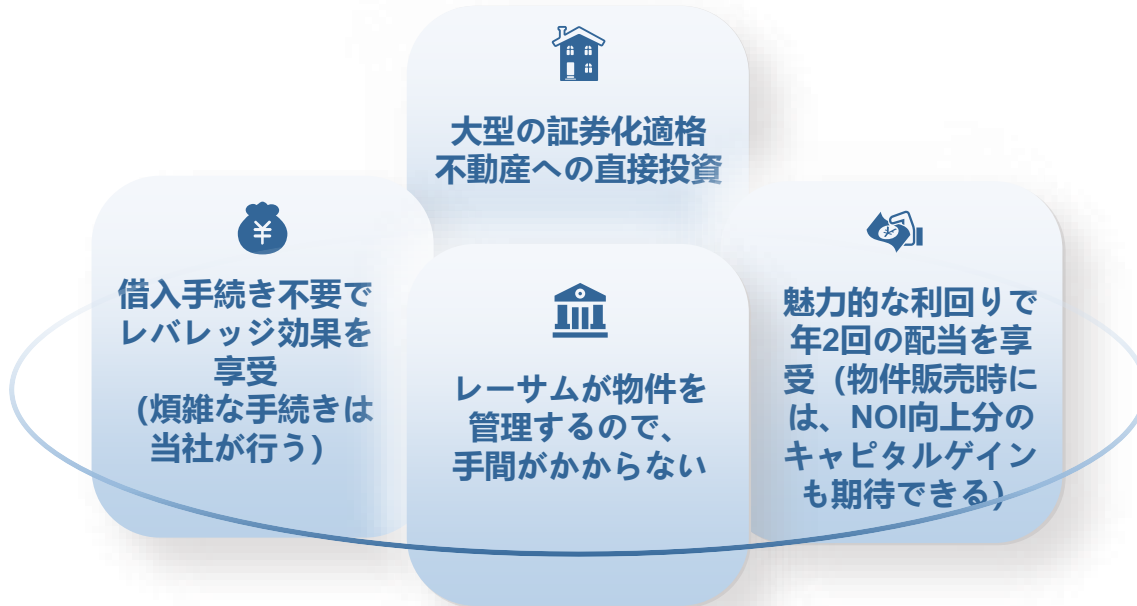 大型の証券化適格
不動産への直接投資
借入手続き不要で
レバレッジ効果を
享受
(煩雑な手続きは
当社が行う)
レーサムが物件を
管理するので、
手間がかからない
魅力的な利回りで
年2回の配当を享
受(物件販売時に
は、NOI向上分の
キャピタルゲイン
も期待できる)